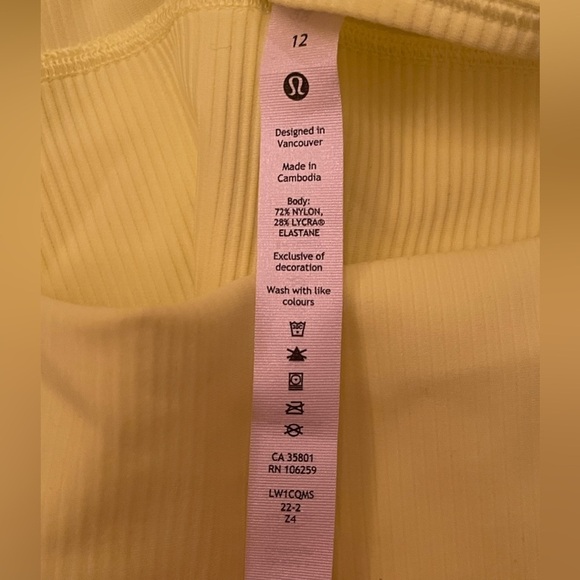 12
Designed in
Vancouver
Made in
Cambodia
Body:
72% NYLON,
28% LYCRA®
ELASTANE
Exclusive of
decoration
Wash with like
colours
CA 35801
RN 106259
LW1CQMS
22-2
Z4